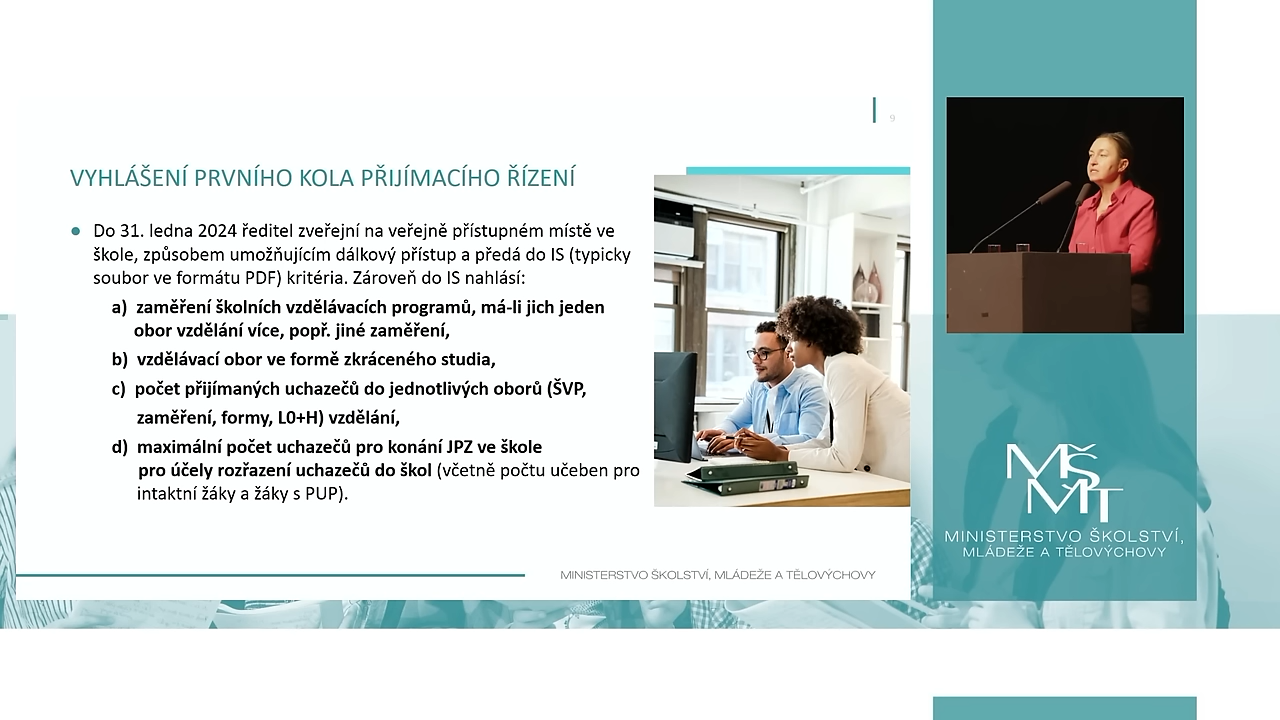 9
VYHLÁŠENÍ PRVNÍHO KOLA PŘIJÍMACÍHO ŘÍZENÍ
● Do 31. ledna 2024 ředitel zveřejní na veřejně přístupném místě ve
škole, způsobem umožňujícím dálkový přístup a předá do IS (typicky
soubor ve formátu PDF) kritéria. Zároveň do IS nahlásí:
a) zaměření školních vzdělávacích programů, má-li jich jeden
obor vzdělání více, popř. jiné zaměření,
b) vzdělávací obor ve formě zkráceného studia,
c) počet přijímaných uchazečů do jednotlivých oborů (ŠVP,
zaměření, formy, L0+H) vzdělání,
d) maximální počet uchazečů pro konání JPZ ve škole
pro účely rozřazení uchazečů do škol (včetně počtu učeben pro
intaktní žáky a žáky s PUP).
MINISTERSTVO ŠKOLSTVÍ, MLÁDEŽE A TĚLOVÝCHOVY
MŠMT
MINISTERSTVO ŠKOLSTVÍ,
MLÁDEŽE A TĚLOVÝCHOVY